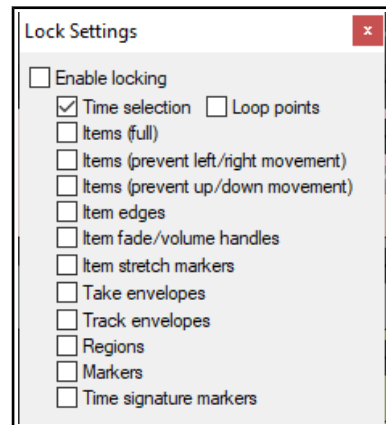 Lock Settings
x
Enable locking
Time selection Loop points
Items (full)
Items (prevent left/right movement)
Items (prevent up/down movement)
Item edges
Item fade/volume handles
Item stretch markers
Take envelopes
Track envelopes
Regions
Markers
Time signature markers